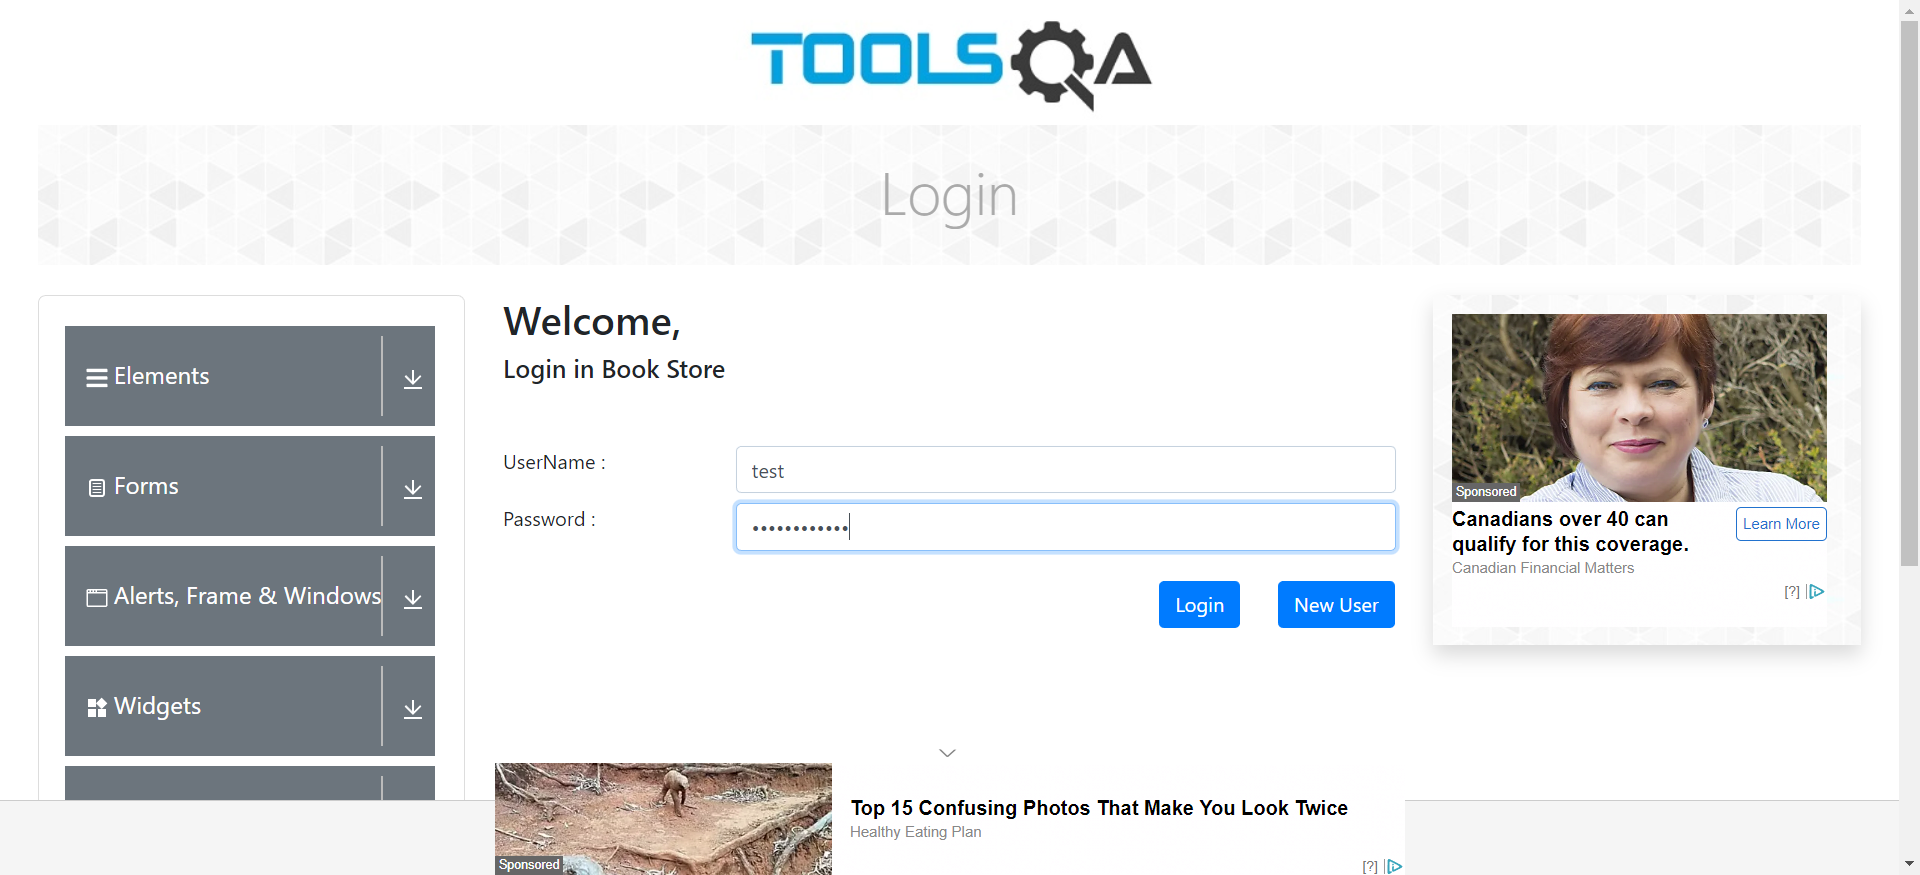 TOOLSQA
Login
Elements
Forms
Alerts, Frame & Windows
Widgets
Welcome,
Login in Book Store
UserName :
test
Password :
••••••••••••
Login
New User
Sponsored
Canadians over 40 can
qualify for this coverage.
Learn More
Canadian Financial Matters
[?]
Top 15 Confusing Photos That Make You Look Twice
Healthy Eating Plan
Sponsored
[?]